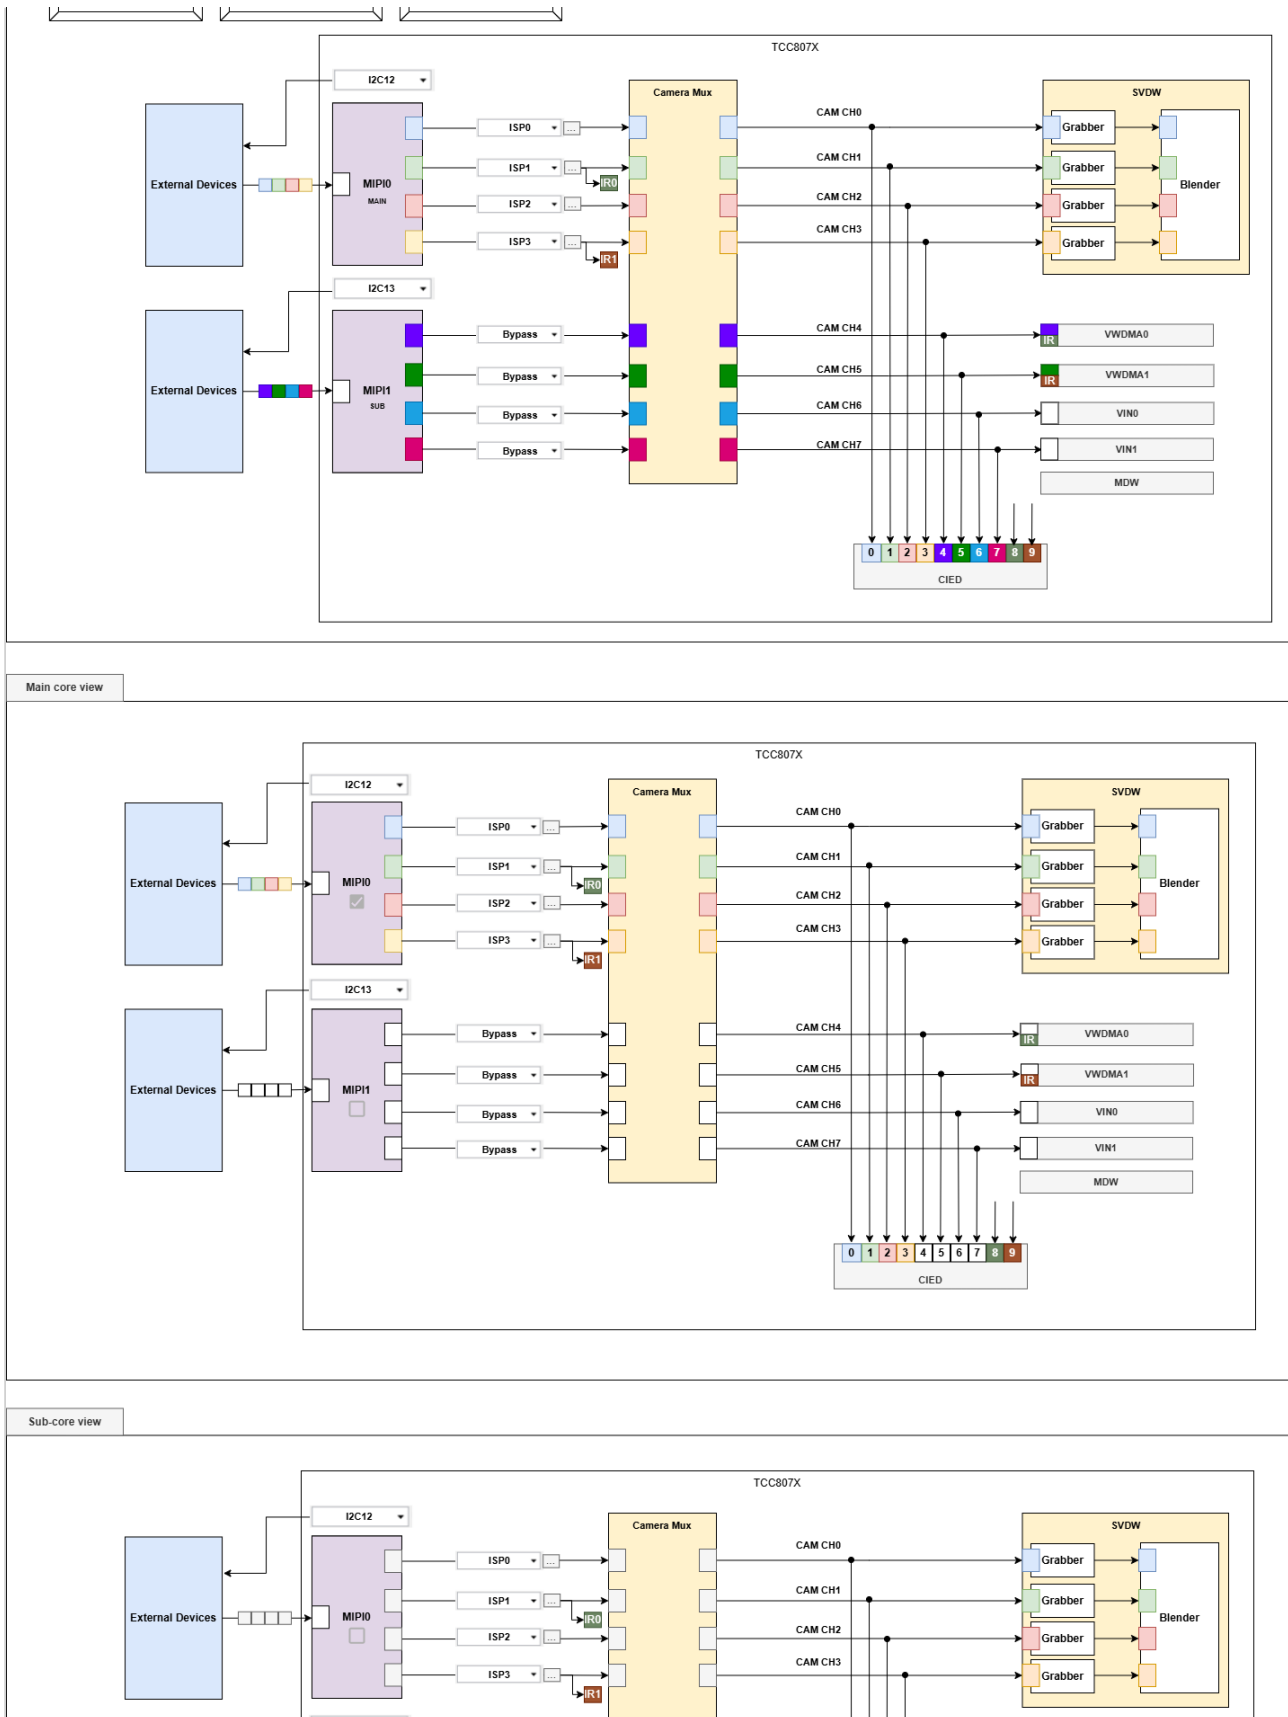 TCC807X
I2C12
Camera Mux
SVDW
CAM CH0
ISP0
...
Grabber
CAM CH1
ISP1
...
Grabber
External Devices
MIPI0
MAIN
IR0
Blender
CAM CH2
ISP2
...
Grabber
CAM CH3
ISP3
...
Grabber
IR1
I2C13
CAM CH4
Bypass
IR
VWDMA0
CAM CH5
Bypass
IR
VWDMA1
External Devices
MIPI1
SUB
CAM CH6
Bypass
VIN0
CAM CH7
Bypass
VIN1
MDW
0 1 2 3 4 5 6 7 8 9
CIED
Main core view
TCC807X
I2C12
Camera Mux
SVDW
CAM CH0
ISP0
...
Grabber
CAM CH1
ISP1
...
Grabber
External Devices
MIPI0
IR0
Blender
CAM CH2
ISP2
...
Grabber
CAM CH3
ISP3
...
Grabber
IR1
I2C13
CAM CH4
Bypass
IR
VWDMA0
CAM CH5
Bypass
IR
VWDMA1
External Devices
MIPI1
CAM CH6
Bypass
VIN0
CAM CH7
Bypass
VIN1
MDW
0 1 2 3 4 5 6 7 8 9
CIED
Sub-core view
TCC807X
I2C12
Camera Mux
SVDW
CAM CH0
ISP0
...
Grabber
CAM CH1
ISP1
...
Grabber
External Devices
MIPI0
IR0
Blender
CAM CH2
ISP2
...
Grabber
CAM CH3
ISP3
...
Grabber
IR1